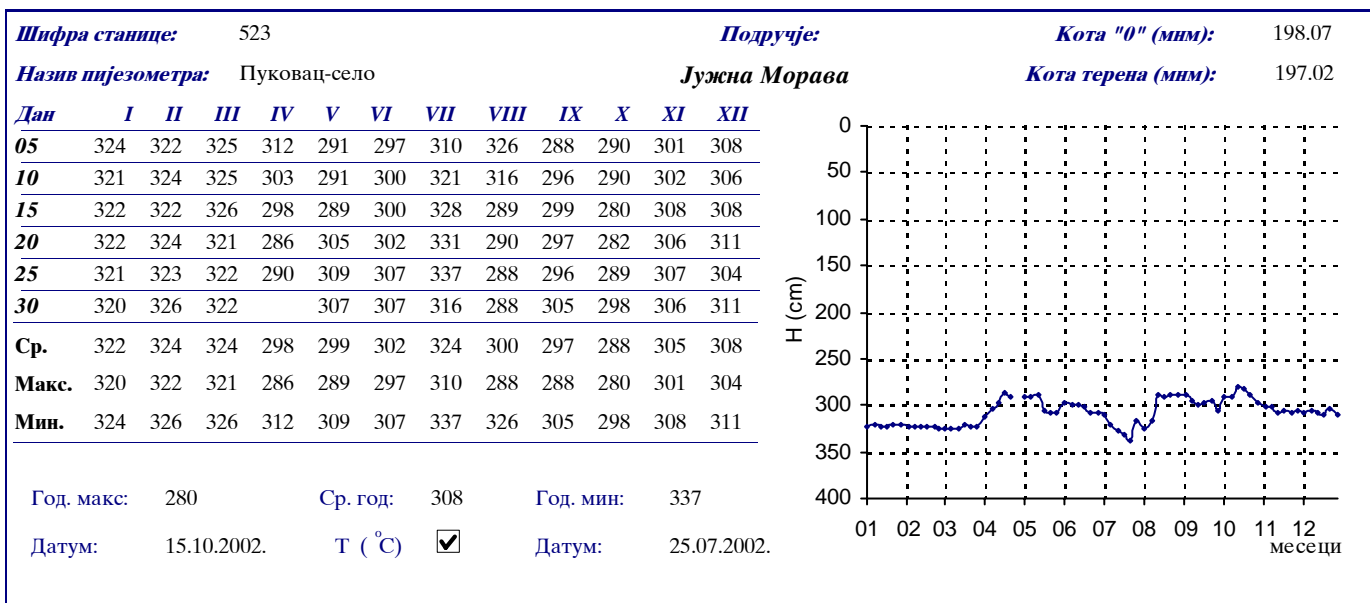 Шифра станице: 523 Подручје: Кота "0" (мнм): 198.07
Назив пијезометра: Пуковац-село Јужна Морава Кота терена (мнм): 197.02
Дан I II III IV V VI VII VIII IX X XI XII
05 324 322 325 312 291 297 310 326 288 290 301 308
10 321 324 325 303 291 300 321 316 296 290 302 306
15 322 322 326 298 289 300 328 289 299 280 308 308
20 322 324 321 286 305 302 331 290 297 282 306 311
25 321 323 322 290 309 307 337 288 296 289 307 304
30 320 326 322 307 307 316 288 305 298 306 311
Ср. 322 324 324 298 299 302 324 300 297 288 305 308
Макс. 320 322 321 286 289 297 310 288 288 280 301 304
Мин. 324 326 326 312 309 307 337 326 305 298 308 311
Год. макс: 280 Ср. год: 308 Год. мин: 337
Датум: 15.10.2002. Т ( °C) ✔ Датум: 25.07.2002.
H (cm)
0
50
100
150
200
250
300
350
400
01 02 03 04 05 06 07 08 09 10 11 12
месеци